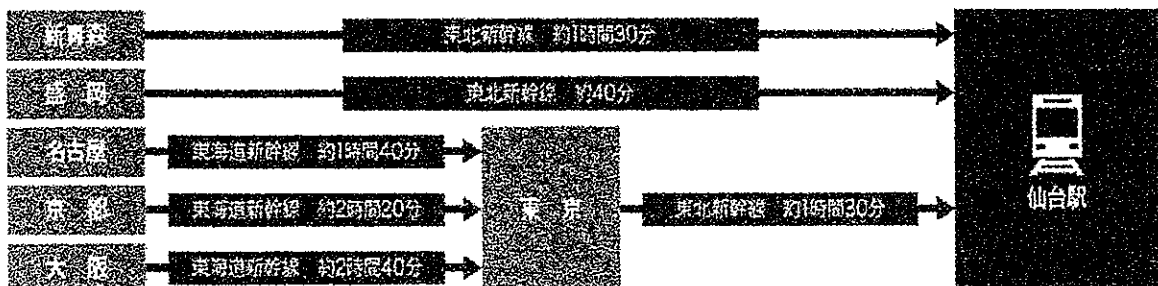 新青森
東北新幹線 約1時間30分
盛岡
東北新幹線 約40分
名古屋
東海道新幹線 約1時間40分
京都
東海道新幹線 約2時間20分
大阪
東海道新幹線 約2時間40分
東京
東北新幹線 約1時間30分
仙台駅